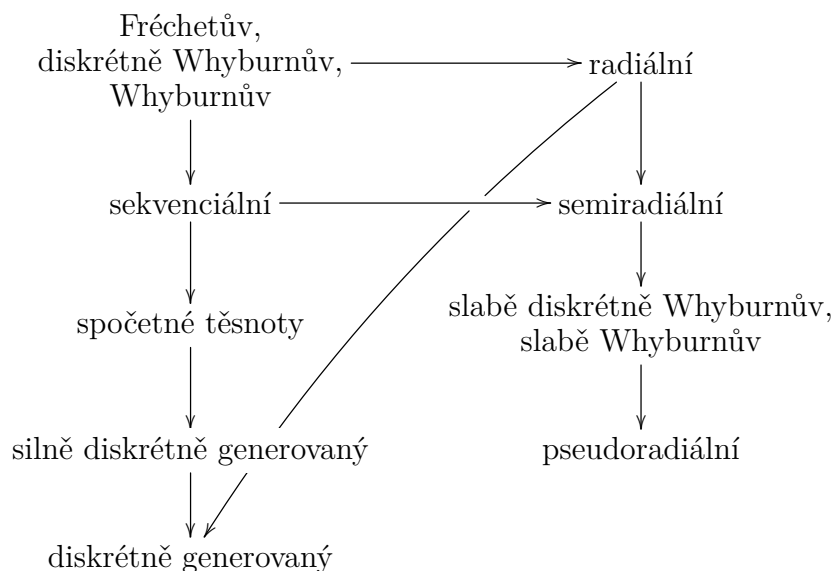 Fréchetův,
diskrétně Whyburnův,
Whyburnův
radiální
sekvenciální
semiradiální
spočetné těsnoty
slabě diskrétně Whyburnův,
slabě Whyburnův
silně diskrétně generovaný
pseudoradiální
diskrétně generovaný